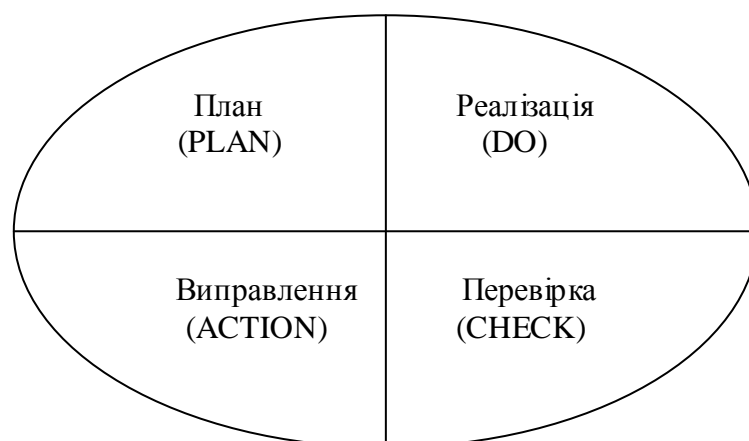 План
(PLAN)
Реалізація
(DO)
Виправлення
(ACTION)
Перевірка
(CHECK)